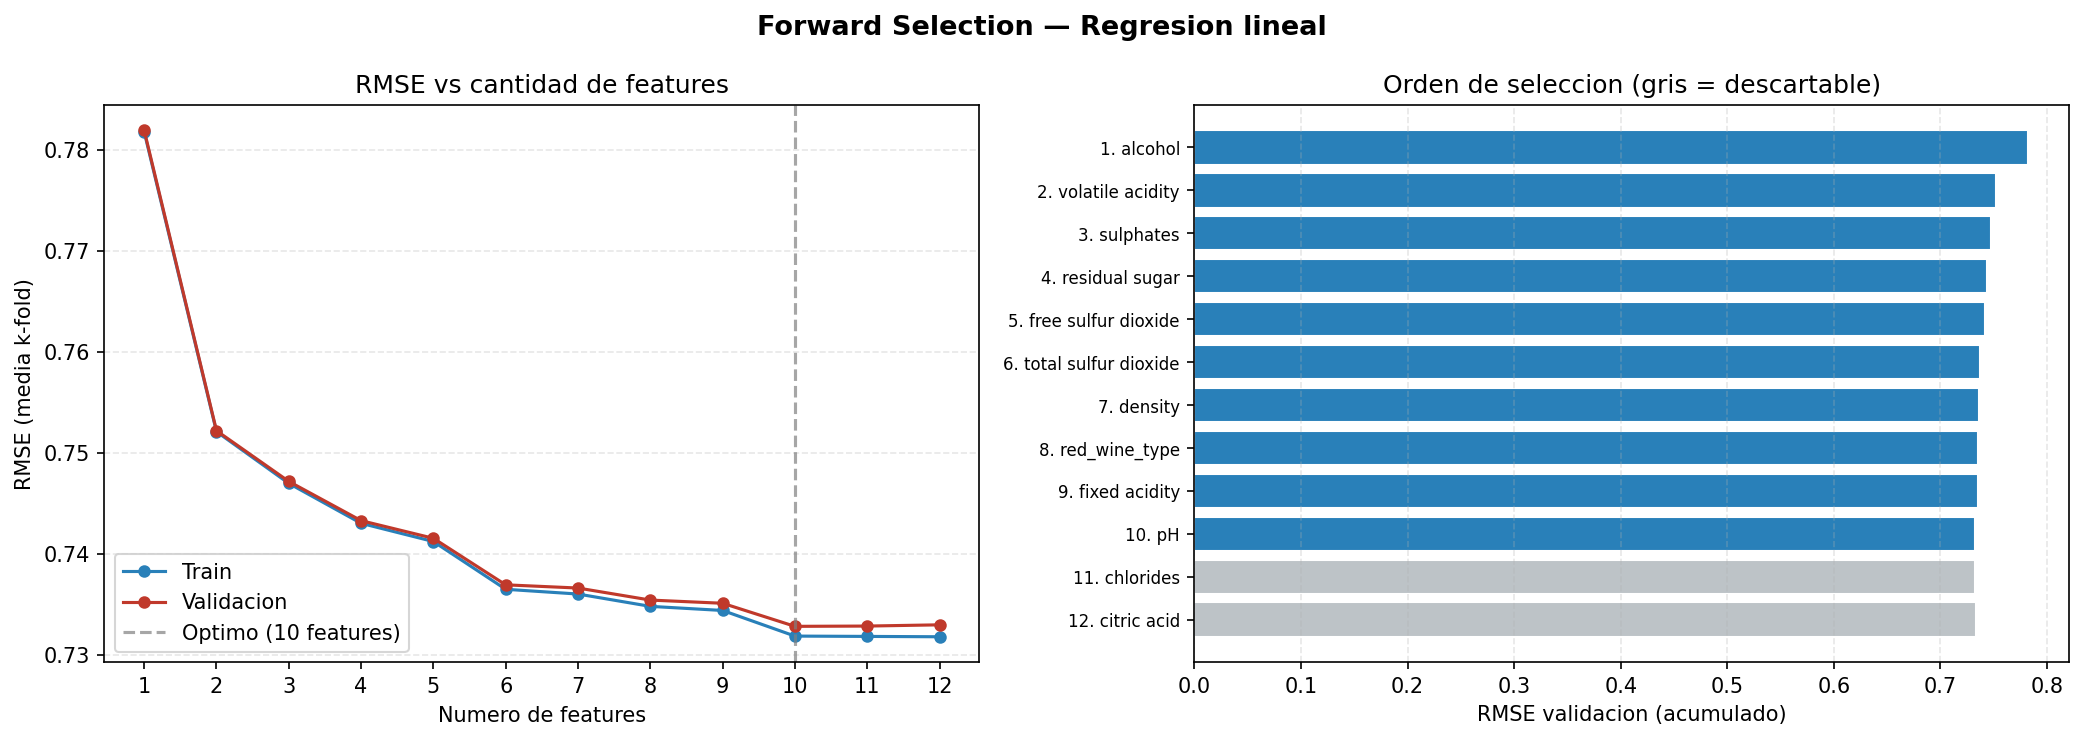 Forward Selection — Regresion lineal
RMSE vs cantidad de features
RMSE (media k-fold)
0.78
0.77
0.76
0.75
0.74
0.73
Train
Validacion
Optimo (10 features)
1 2 3 4 5 6 7 8 9 10 11 12
Numero de features
Orden de seleccion (gris = descartable)
1. alcohol
2. volatile acidity
3. sulphates
4. residual sugar
5. free sulfur dioxide
6. total sulfur dioxide
7. density
8. red_wine_type
9. fixed acidity
10. pH
11. chlorides
12. citric acid
0.0 0.1 0.2 0.3 0.4 0.5 0.6 0.7 0.8
RMSE validacion (acumulado)